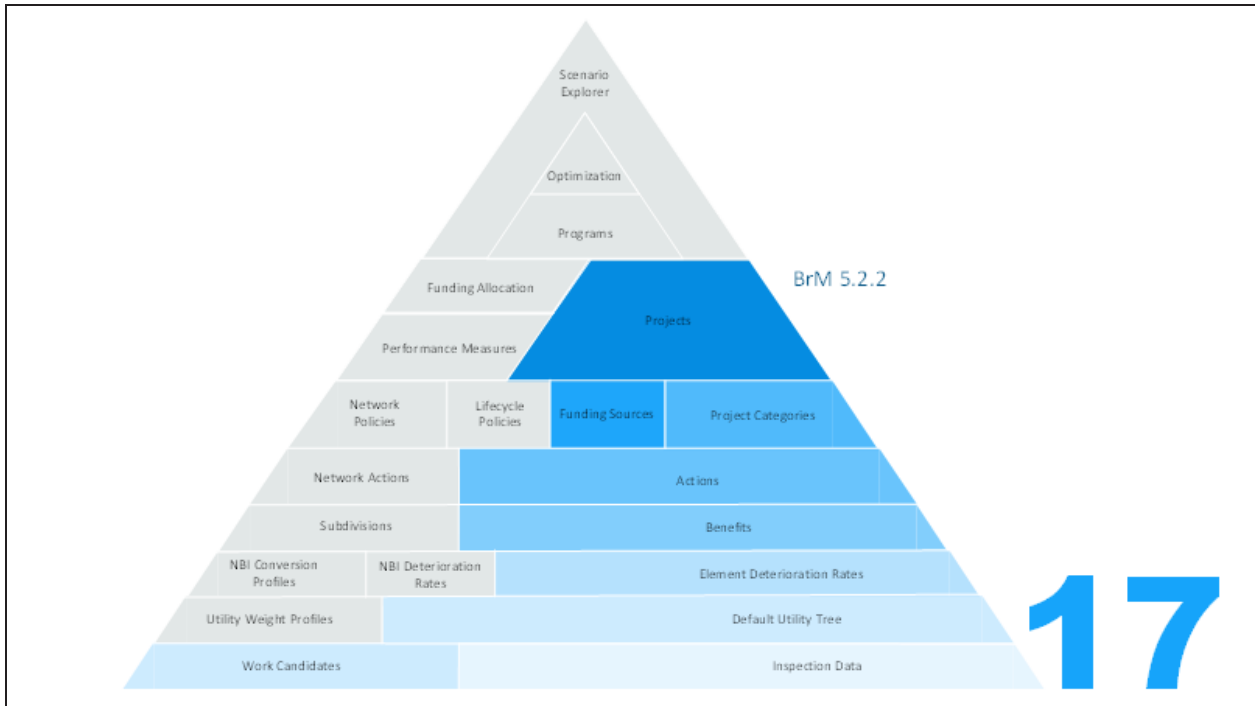 Scenario
Explorer
Optimization
Programs
Funding Allocation
Projects
BrM 5.2.2
Performance Measures
Network
Policies
Lifecycle
Policies
Funding Sources
Project Categories
Network Actions
Actions
Subdivisions
Benefits
NBI Conversion
Profiles
NBI Deterioration
Rates
Element Deterioration Rates
Utility Weight Profiles
Default Utility Tree
Work Candidates
Inspection Data
17